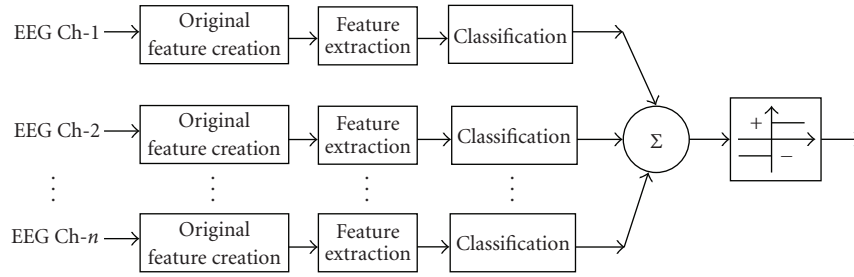 EEG Ch-1
Original
feature creation
Feature
extraction
Classification
EEG Ch-2
Original
feature creation
Feature
extraction
Classification
Σ
+
−
EEG Ch-n
Original
feature creation
Feature
extraction
Classification